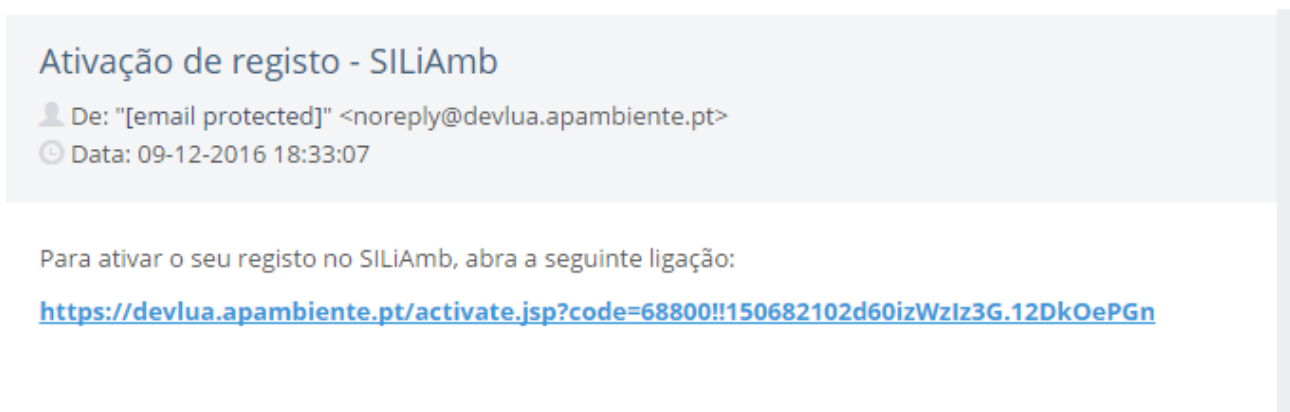 Ativação de registo - SILiAmb
De: "[email protected]" <noreply@devlua.apambiente.pt>
Data: 09-12-2016 18:33:07
Para ativar o seu registo no SILiAmb, abra a seguinte ligação:
https://devlua.apambiente.pt/activate.jsp?code=68800!!150682102d60izWzIz3G.12DkOePGn